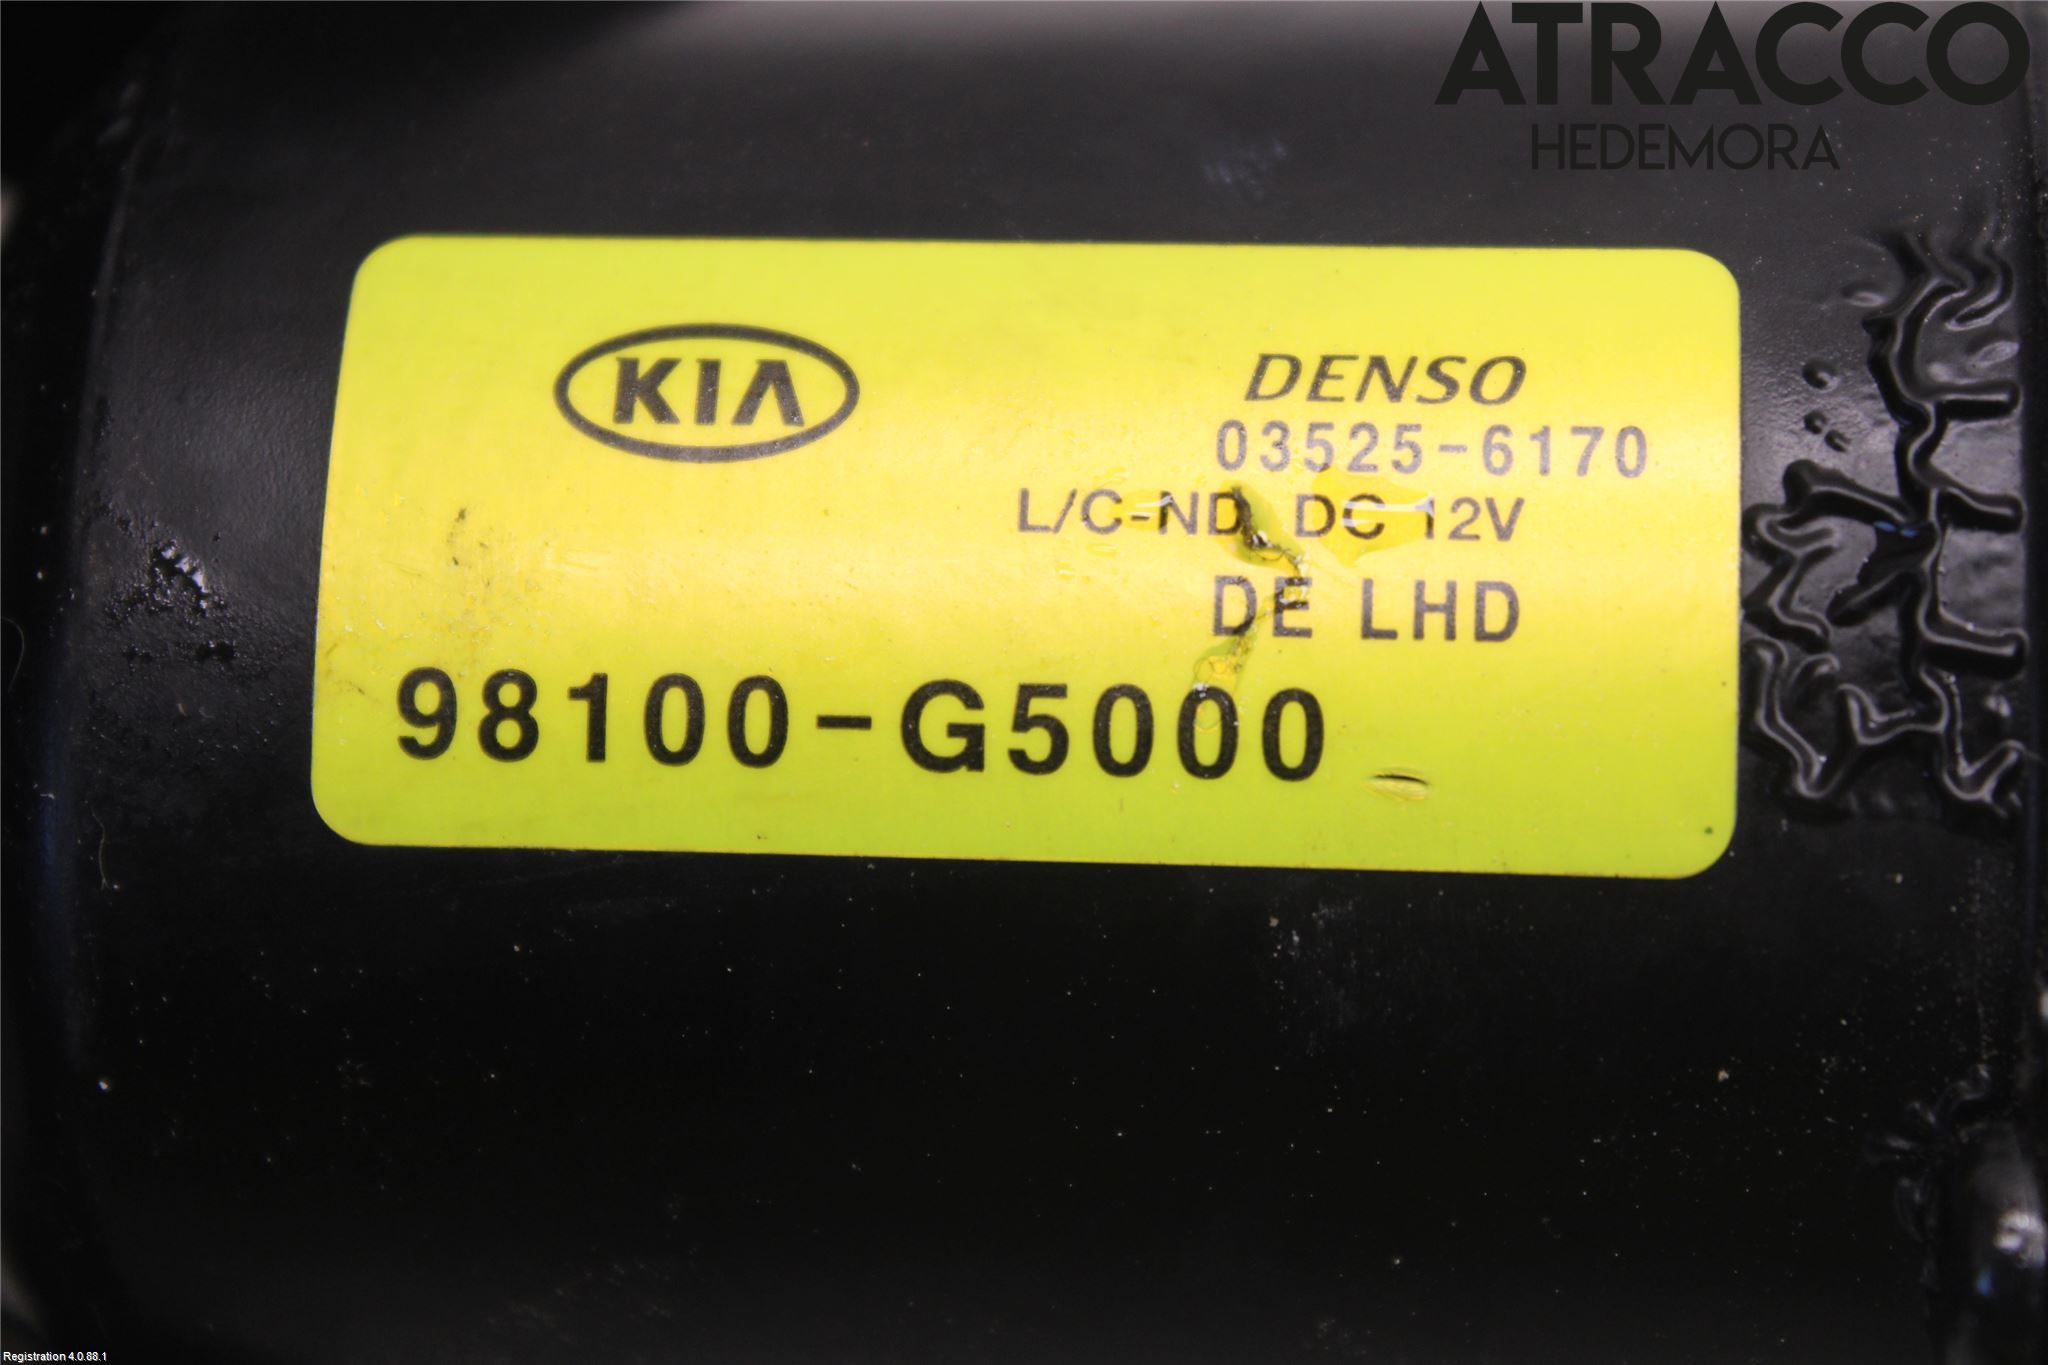 ATRACCO
HEDEMORA
KIA
DENSO
03525-6170
L/C-ND DC 12V
DE LHD
98100-G5000
Registration 4.0.88.1